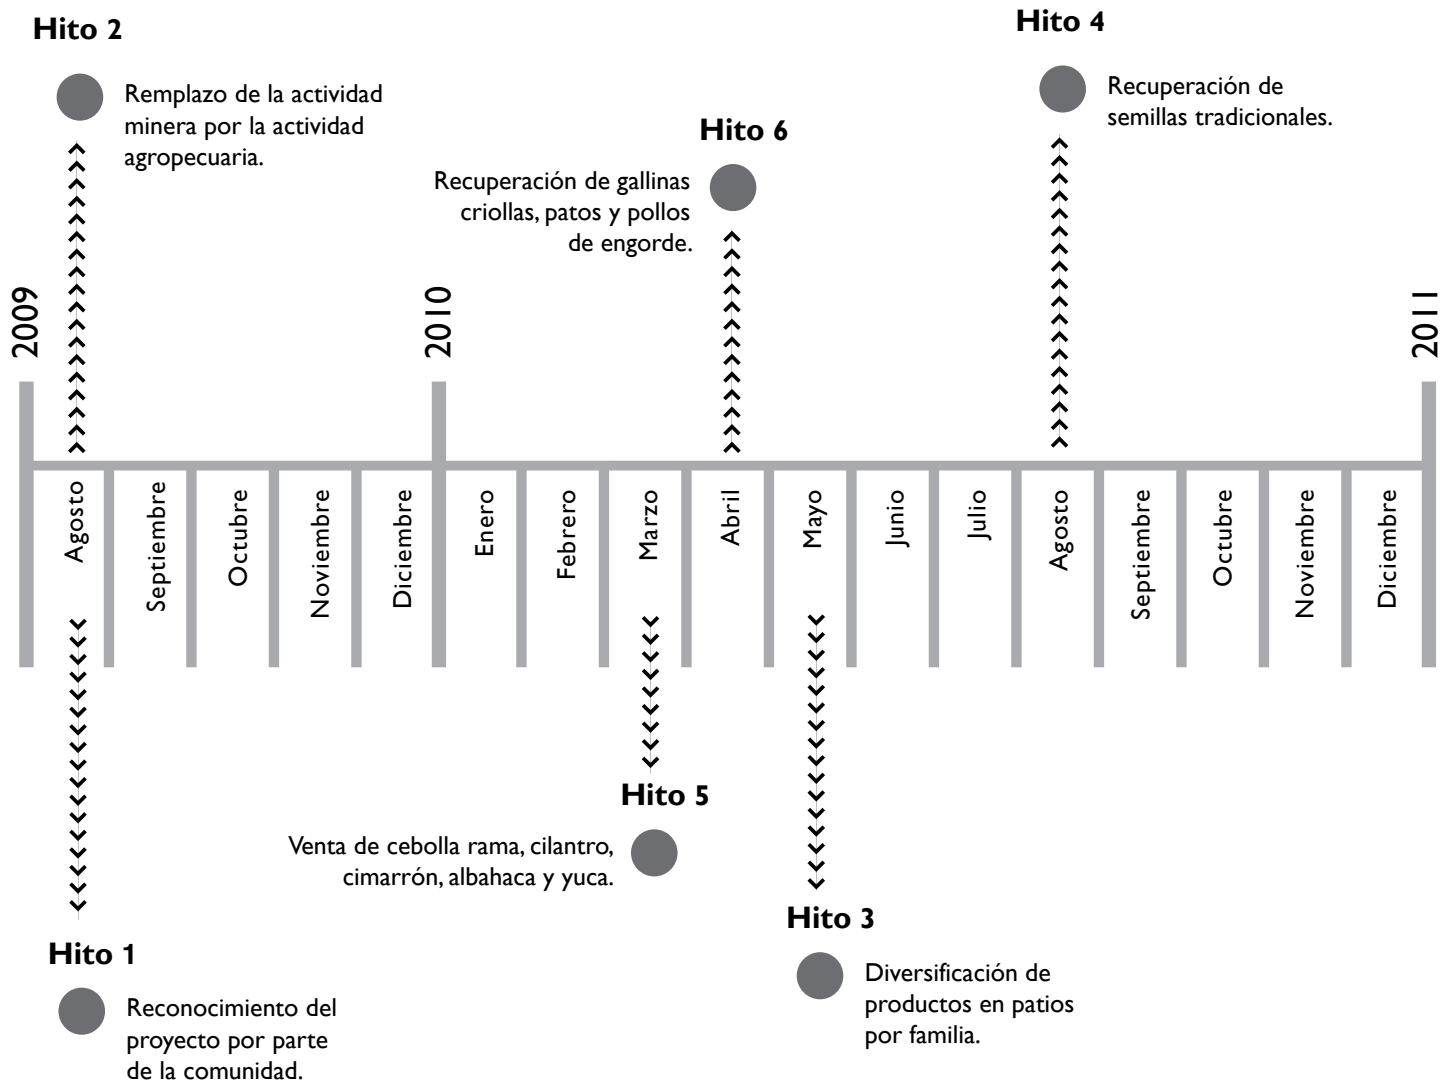 Hito 2
Remplazo de la actividad
minera por la actividad
agropecuaria.
Hito 6
Recuperación de gallinas
criollas, patos y pollos
de engorde.
Hito 4
Recuperación de
semillas tradicionales.
2009
2010
2011
Agosto
Septiembre
Octubre
Noviembre
Diciembre
Enero
Febrero
Marzo
Abril
Mayo
Junio
Julio
Agosto
Septiembre
Octubre
Noviembre
Diciembre
Hito 1
Reconocimiento del
proyecto por parte
de la comunidad.
Hito 5
Venta de cebolla rama, cilantro,
cimarrón, albahaca y yuca.
Hito 3
Diversificación de
productos en patios
por familia.